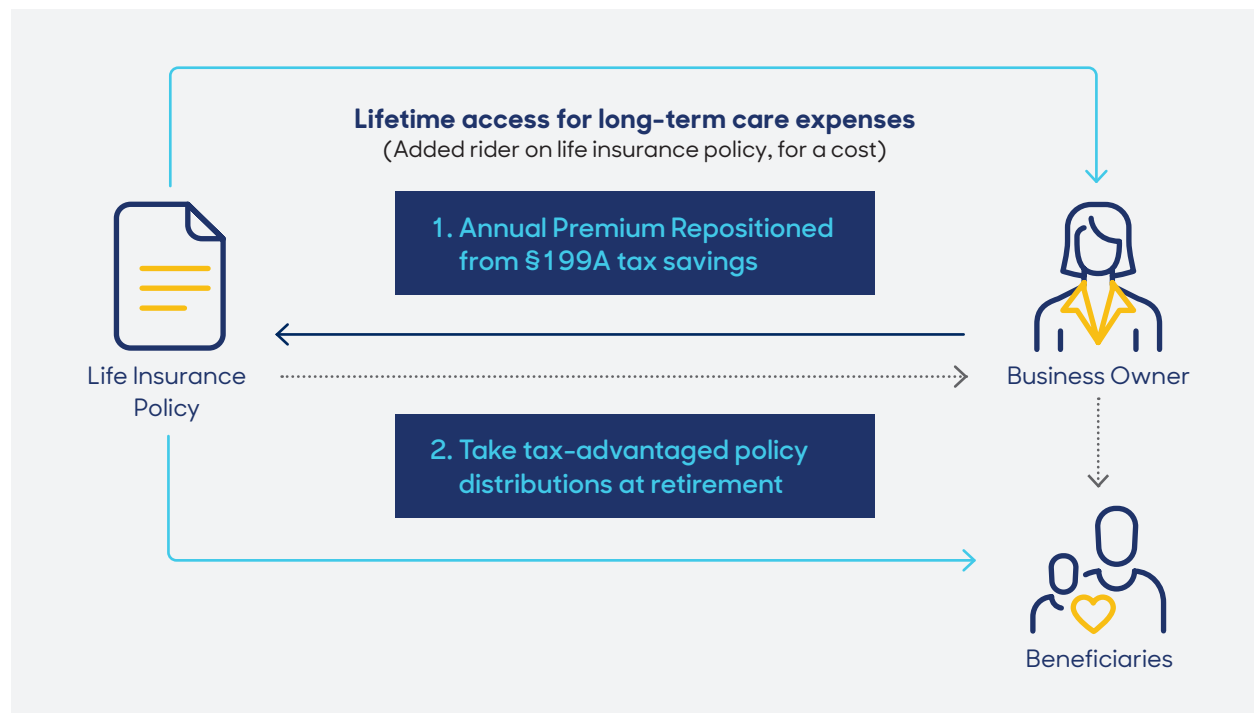 Lifetime access for long-term care expenses
(Added rider on life insurance policy, for a cost)
1. Annual Premium Repositioned
from §199A tax savings
Life Insurance
Policy
Business Owner
2. Take tax-advantaged policy
distributions at retirement
Beneficiaries